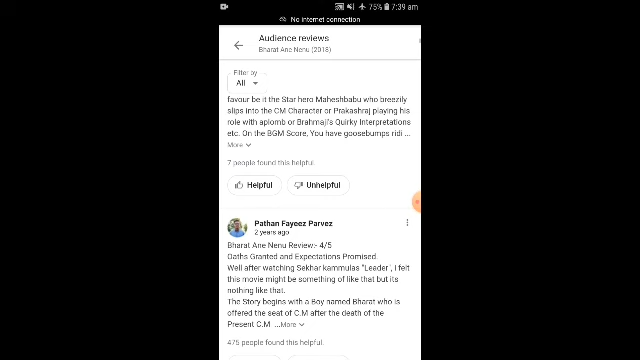 75% 7:39 am
No internet connection
Audience reviews
Bharat Ane Nenu (2018)
Filter by
All
favour be it the Star hero Maheshbabu who breezily
slips into the CM Character or Prakashraj playing his
role with aplomb or Brahmaji's Quirky Interpretations
etc. On the BGM Score, You have goosebumps ridi ...
More
7 people found this helpful.
Helpful
Unhelpful
Pathan Fayeez Parvez
2 years ago
Bharat Ane Nenu Review:- 4/5
Oaths Granted and Expectations Promised.
Well after watching Sekhar kammulas "Leader", i felt
this movie might be something of like that but its
nothing like that.
The Story begins with a Boy named Bharat who is
offered the seat of C.M after the death of the
Present C.M ...More
475 people found this helpful.